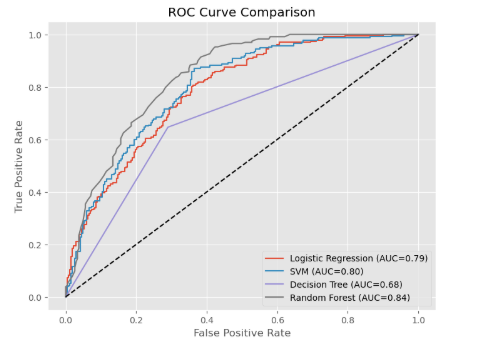 ROC Curve Comparison
True Positive Rate
1.0
0.8
0.6
0.4
0.2
0.0
Logistic Regression (AUC=0.79)
SVM (AUC=0.80)
Decision Tree (AUC=0.68)
Random Forest (AUC=0.84)
0.0 0.2 0.4 0.6 0.8 1.0
False Positive Rate